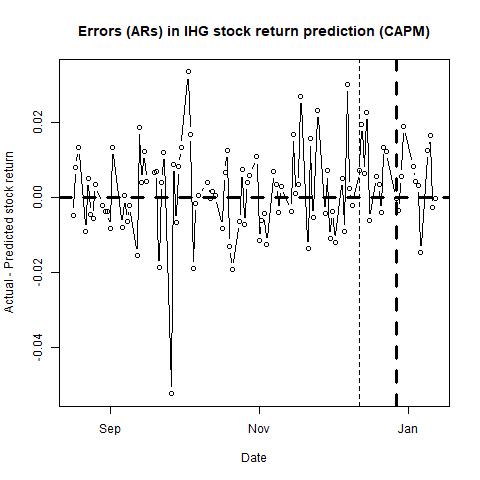 Errors (ARs) in IHG stock return prediction (CAPM)
Actual - Predicted stock return
0.02
0.00
-0.02
-0.04
Sep
Nov
Jan
Date